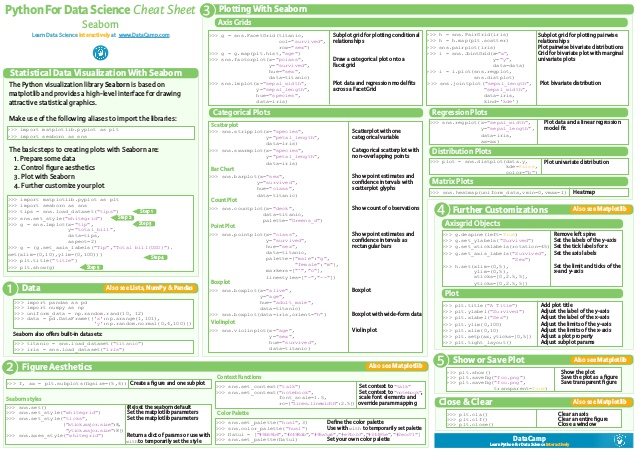 Python For Data Science Cheat Sheet
Seaborn
Learn Data Science Interactively at www.DataCamp.com
Statistical Data Visualization With Seaborn
The Python visualization library Seaborn is based on
matplotlib and provides a high-level interface for drawing
attractive statistical graphics.
Make use of the following aliases to import the libraries:
>>> import matplotlib.pyplot as plt
>>> import seaborn as sns
The basic steps to creating plots with Seaborn are:
1. Prepare some data
2. Control figure aesthetics
3. Plot with Seaborn
4. Further customize your plot
>>> import matplotlib.pyplot as plt
>>> import seaborn as sns
>>> tips = sns.load_dataset("tips")
Step 1
>>> sns.set_style("whitegrid")
Step 2
>>> g = sns.lmplot(x="tip",
Step 3
y="total_bill",
data=tips,
aspect=2)
>>> g = (g.set_axis_labels("Tip","Total bill(USD)").
set(xlim=(0,10),ylim=(0,100)))
Step 4
>>> plt.title("title")
>>> plt.show(g)
Step 5
1 Data
Also see Lists, NumPy & Pandas
>>> import pandas as pd
>>> import numpy as np
>>> uniform_data = np.random.rand(10, 12)
>>> data = pd.DataFrame({'x':np.arange(1,101),
'y':np.random.normal(0,4,100)})
Seaborn also offers built-in data sets:
>>> titanic = sns.load_dataset("titanic")
>>> iris = sns.load_dataset("iris")
2 Figure Aesthetics
Also see Matplotlib
>>> f, ax = plt.subplots(figsize=(5,6))
Create a figure and one subplot
Seaborn styles
>>> sns.set()
(Re)set the seaborn default
>>> sns.set_style("whitegrid")
Set the matplotlib parameters
>>> sns.set_style("ticks",
Set the matplotlib parameters
{"xtick.major.size":8,
"ytick.major.size":8})
>>> sns.axes_style("whitegrid")
Return a dict of params or use with
with to temporarily set the style
Context functions
>>> sns.set_context("talk")
Set context to "talk"
>>> sns.set_context("notebook",
Set context to "notebook",
font_scale=1.5,
scale font elements and
rc={"lines.linewidth":2.5})
override param mapping
Color Palette
>>> sns.set_palette("husl",3)
Define the color palette
>>> sns.color_palette("husl")
Use with with to temporarily set palette
>>> sns.set_palette(flatui)
Set your own color palette
3 Plotting With Seaborn
Axis Grids
>>> g = sns.FacetGrid(titanic,
Subplot grid for plotting conditional
col="survived",
relationships
row="sex")
>>> g = g.map(plt.hist,"age")
>>> sns.factorplot(x="pclass",
Draw a categorical plot onto a
y="survived",
Facetgrid
hue="sex",
data=titanic)
>>> sns.lmplot(x="sepal_width",
Plot data and regression model fits
y="sepal_length",
across a FacetGrid
hue="species",
data=iris)
>>> h = sns.PairGrid(iris)
Subplot grid for plotting pairwise
>>> h = h.map(plt.scatter)
relationships
>>> sns.pairplot(iris)
Plot pairwise bivariate distributions
>>> i = sns.JointGrid(x="x",
Grid for bivariate plot with marginal
y="y",
univariate plots
data=data)
>>> i = i.plot(sns.regplot,
sns.distplot)
>>> sns.jointplot("sepal_length",
Plot bivariate distribution
"sepal_width",
data=iris,
kind='kde')
Categorical Plots
Scatterplot
>>> sns.stripplot(x="species",
Scatterplot with one
y="petal_length",
categorical variable
data=iris)
>>> sns.swarmplot(x="species",
Categorical scatterplot with
y="petal_length",
non-overlapping points
data=iris)
Bar Chart
>>> sns.barplot(x="sex",
Show point estimates and
y="survived",
confidence intervals with
hue="class",
scatterplot glyphs
data=titanic)
Count Plot
>>> sns.countplot(x="deck",
Show count of observations
data=titanic,
palette="Greens_d")
Point Plot
>>> sns.pointplot(x="class",
Show point estimates and
y="survived",
confidence intervals as
hue="sex",
rectangular bars
data=titanic,
palette={"male":"g",
"female":"m"},
markers=["^","o"],
linestyles=["-","--"])
Boxplot
>>> sns.boxplot(x="alive",
Boxplot
y="age",
hue="adult_male",
data=titanic)
>>> sns.boxplot(data=iris,orient="h")
Boxplot with wide-form data
Violinplot
>>> sns.violinplot(x="age",
Violin plot
y="sex",
hue="survived",
data=titanic)
Regression Plots
>>> sns.regplot(x="sepal_width",
Plot data and a linear regression
y="sepal_length",
model fit
data=iris,
ax=ax)
Distribution Plots
>>> plot = sns.distplot(data.y,
Plot univariate distribution
kde=False,
color="b")
Matrix Plots
>>> sns.heatmap(uniform_data,vmin=0,vmax=1)
Heatmap
4 Further Customizations
Also see Matplotlib
Axisgrid Objects
>>> g.despine(left=True)
Remove left spine
>>> g.set_ylabels("Survived")
Set the labels of the y-axis
>>> g.set_xticklabels(rotation=45)
Set the tick labels for x
>>> g.set_axis_labels("Survived",
Set the axis labels
"Sex")
>>> h.set(xlim=(0,5),
Set the limit and ticks of the
ylim=(0,5),
x-and y-axis
xticks=[0,2.5,5],
yticks=[0,2.5,5])
Plot
>>> plt.title("A Title")
Add plot title
>>> plt.ylabel("Survived")
Adjust the label of the y-axis
>>> plt.xlabel("Sex")
Adjust the label of the x-axis
>>> plt.ylim(0,100)
Adjust the limits of the y-axis
>>> plt.xlim(0,10)
Adjust the limits of the x-axis
>>> plt.setp(ax,yticks=[0,5])
Adjust a plot property
>>> plt.tight_layout()
Adjust subplot params
5 Show or Save Plot
Also see Matplotlib
>>> plt.show()
Show the plot
>>> plt.savefig("foo.png")
Save the plot as a figure
>>> plt.savefig("foo.png",
Save transparent figure
transparent=True)
Close & Clear
Also see Matplotlib
>>> plt.cla()
Clear an axis
>>> plt.clf()
Clear an entire figure
>>> plt.close()
Close a window
DataCamp
Learn Python for Data Science Interactively